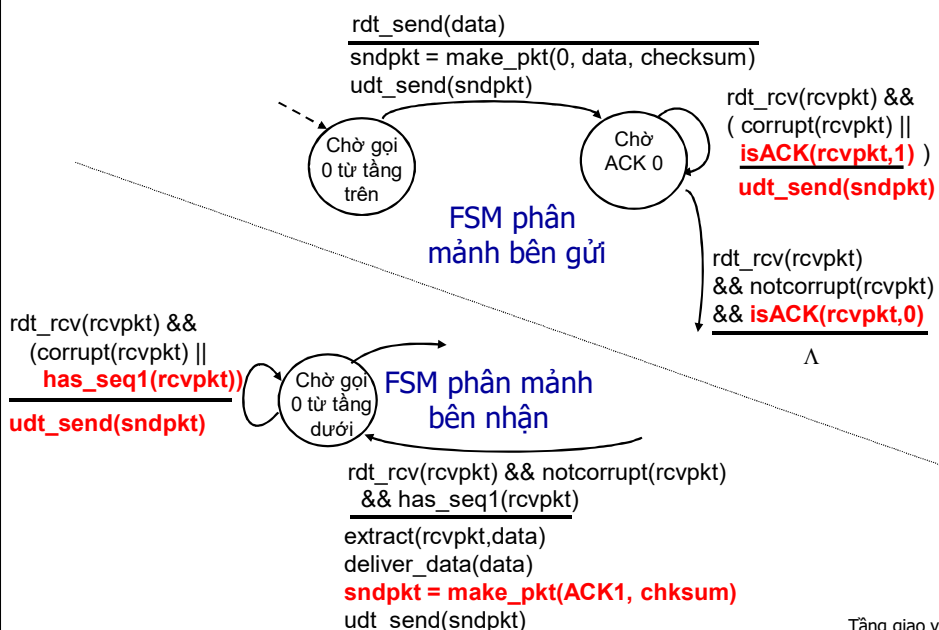 rdt_send(data)
sndpkt = make_pkt(0, data, checksum)
udt_send(sndpkt)
Chờ gọi
0 từ tầng
trên
Chờ
ACK 0
rdt_rcv(rcvpkt) &&
( corrupt(rcvpkt) ||
isACK(rcvpkt,1) )
udt_send(sndpkt)
FSM phân
mảnh bên gửi
rdt_rcv(rcvpkt)
&& notcorrupt(rcvpkt)
&& isACK(rcvpkt,0)
Λ
rdt_rcv(rcvpkt) &&
(corrupt(rcvpkt) ||
has_seq1(rcvpkt))
udt_send(sndpkt)
Chờ gọi
0 từ tầng
dưới
FSM phân mảnh
bên nhận
rdt_rcv(rcvpkt) && notcorrupt(rcvpkt)
&& has_seq1(rcvpkt)
extract(rcvpkt,data)
deliver_data(data)
sndpkt = make_pkt(ACK1, chksum)
udt_send(sndpkt)
Tầng giao v